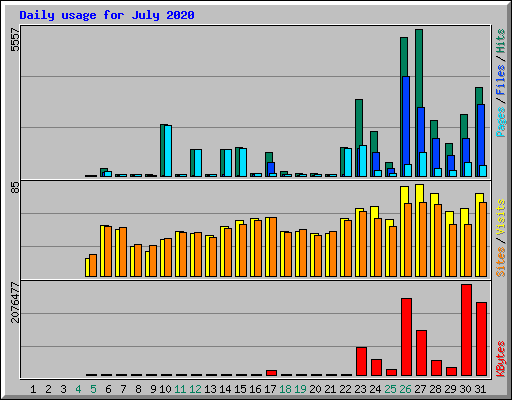 Daily usage for July 2020
5557
85
2076477
Pages / Files / Hits
Sites / Visits
KBytes
1 2 3 4 5 6 7 8 9 10 11 12 13 14 15 16 17 18 19 20 21 22 23 24 25 26 27 28 29 30 31